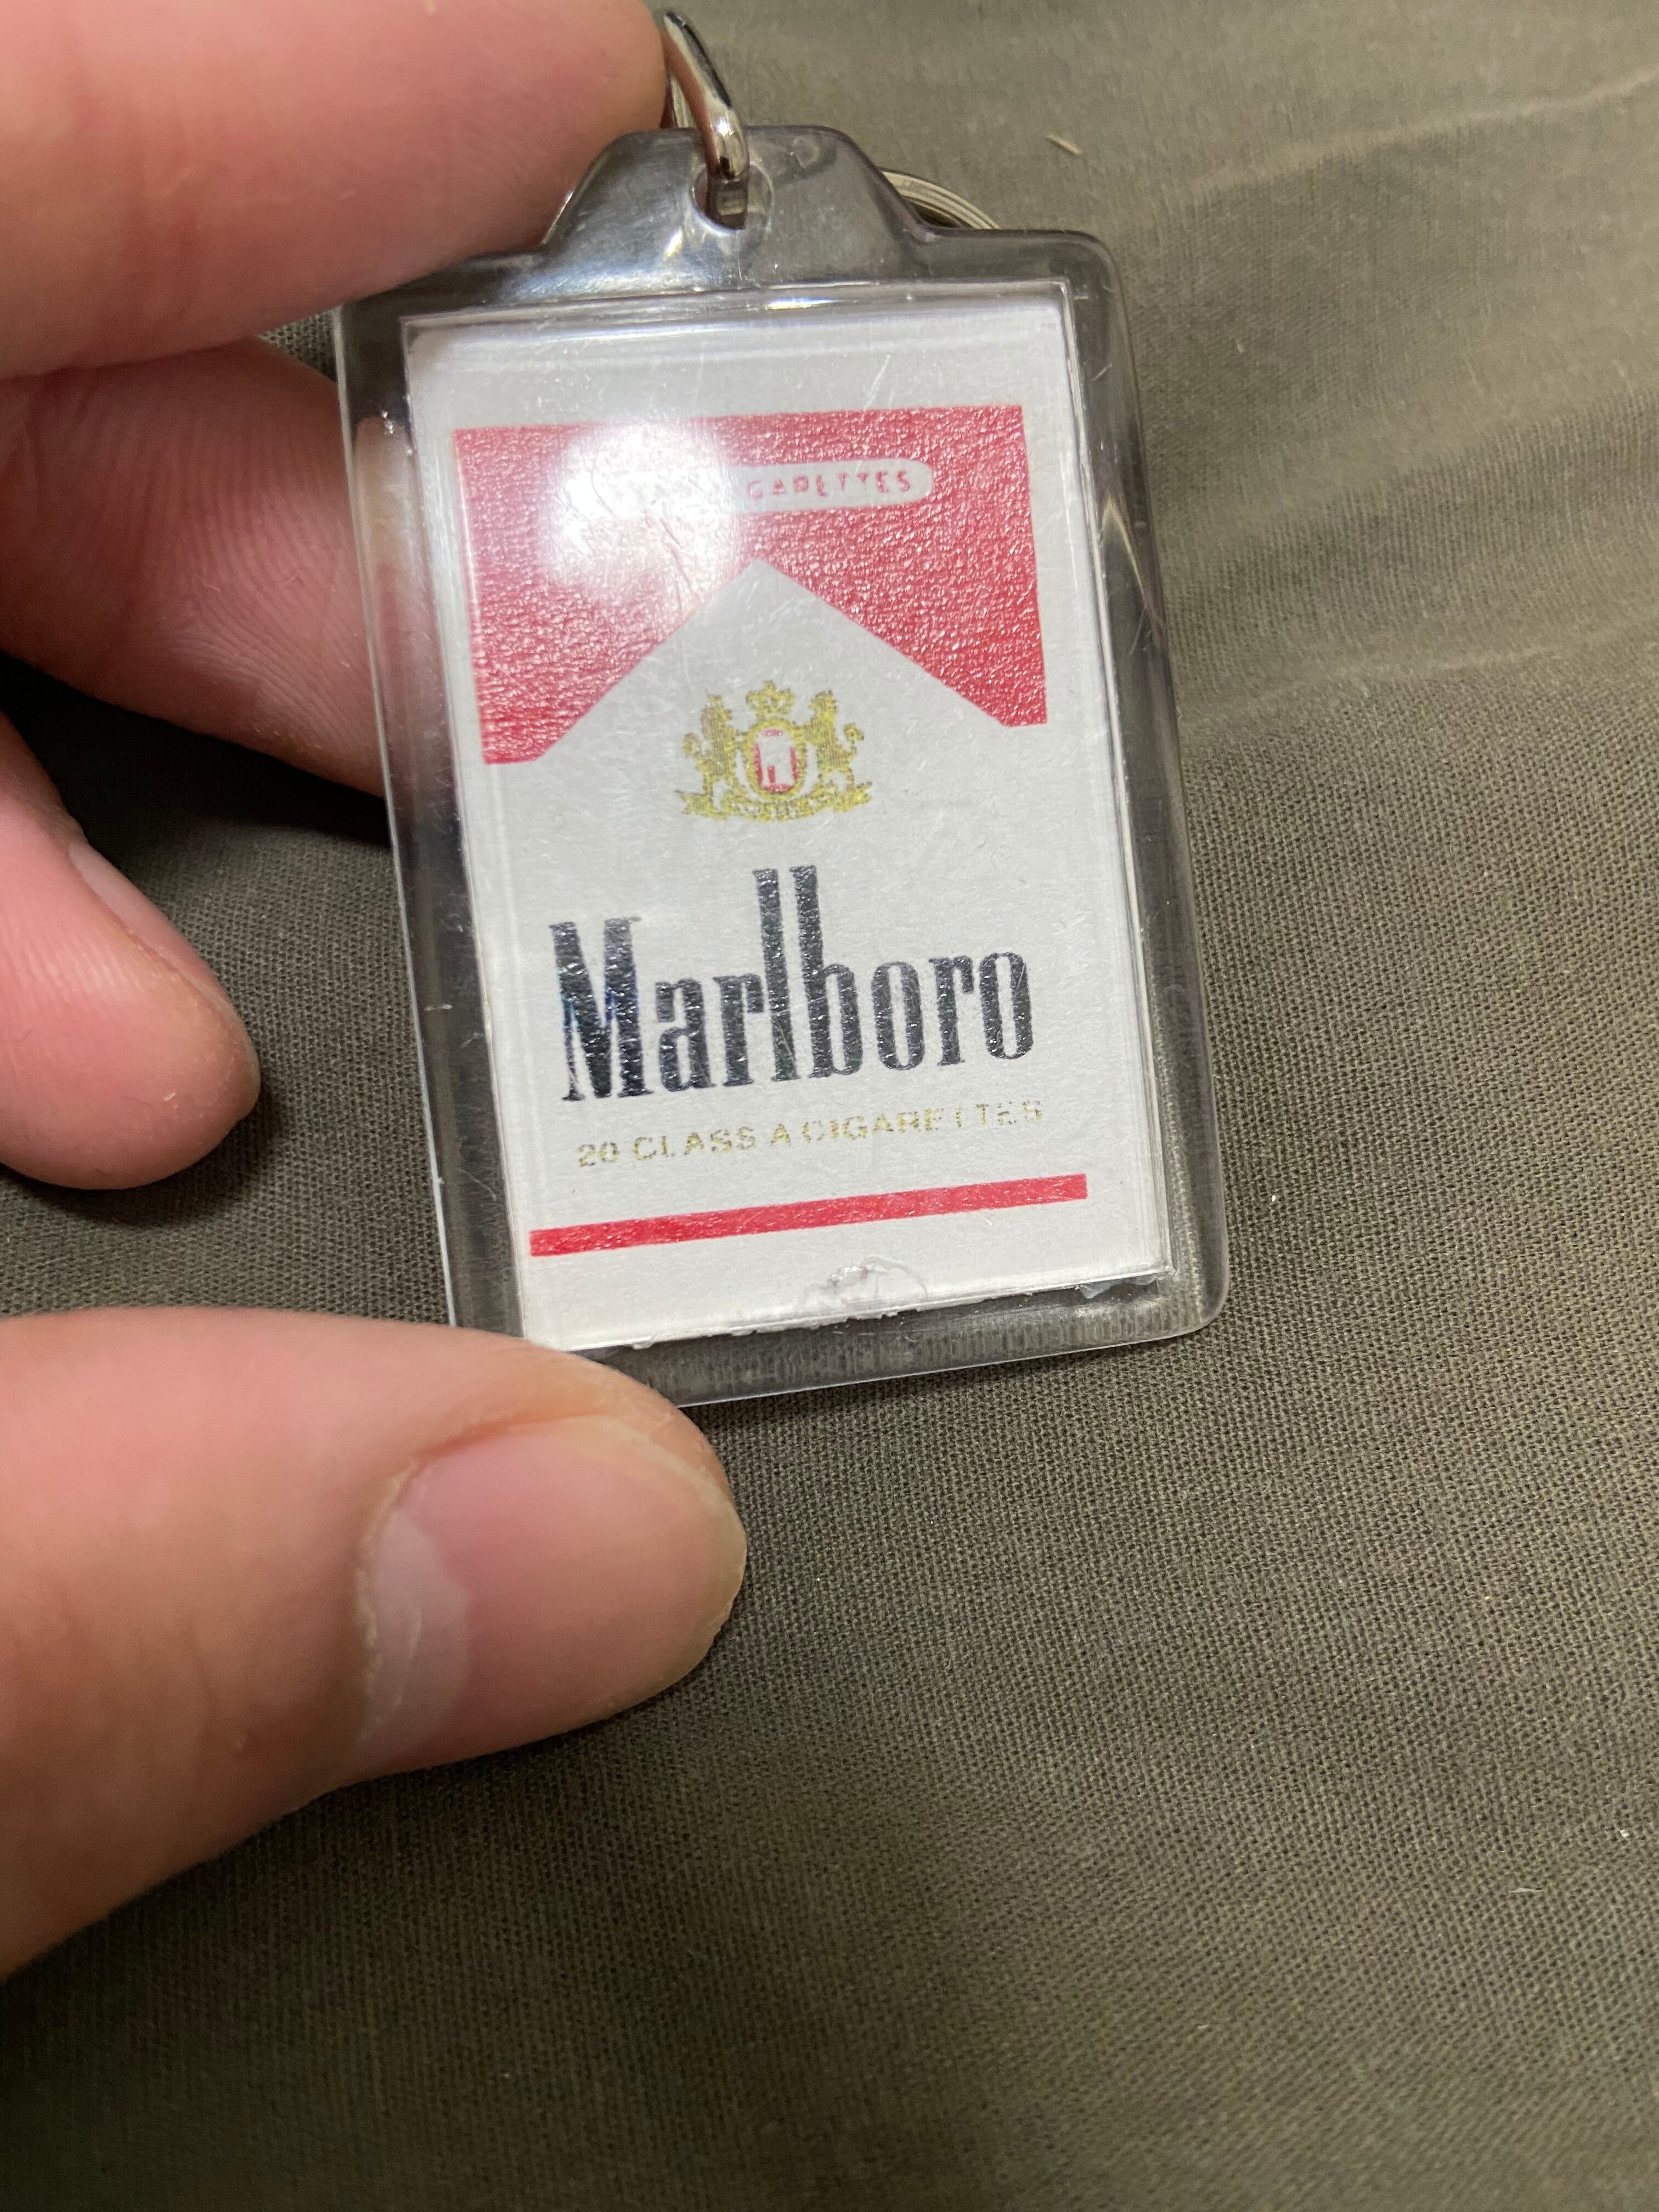 Marlboro
20 CLASS A CIGARETTES